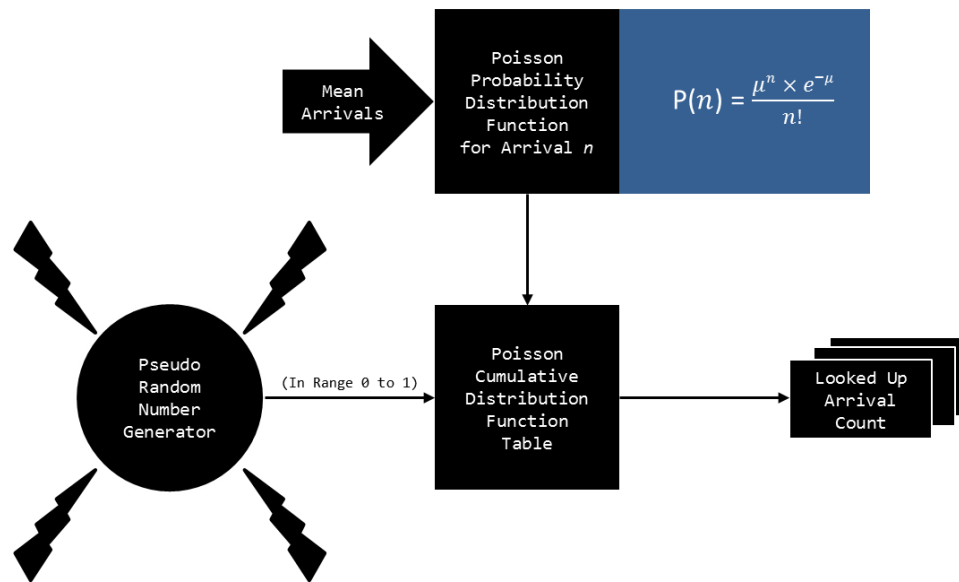 Mean
Arrivals
Poisson
Probability
Distribution
Function
for Arrival n
P(n) = μⁿ × e⁻μ / n!
Pseudo
Random
Number
Generator
(In Range 0 to 1)
Poisson
Cumulative
Distribution
Function
Table
Looked Up
Arrival
Count